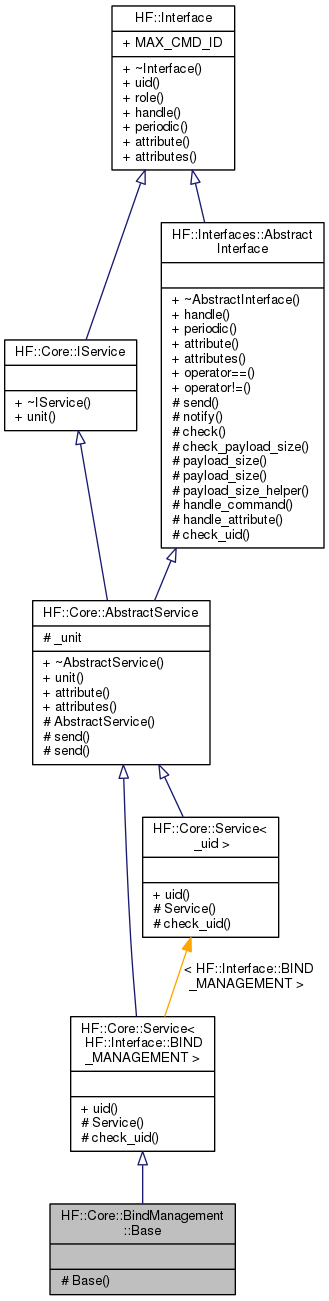 HF::Interface
+ MAX_CMD_ID
+ ~Interface()
+ uid()
+ role()
+ handle()
+ periodic()
+ attribute()
+ attributes()
HF::Interfaces::Abstract
Interface
+ ~AbstractInterface()
+ handle()
+ periodic()
+ attribute()
+ attributes()
+ operator==()
+ operator!=()
# send()
# notify()
# check()
# check_payload_size()
# payload_size()
# payload_size()
# payload_size_helper()
# handle_command()
# handle_attribute()
# check_uid()
HF::Core::IService
+ ~IService()
+ unit()
HF::Core::AbstractService
# _unit
+ ~AbstractService()
+ unit()
+ attribute()
+ attributes()
# AbstractService()
# send()
# send()
HF::Core::Service<
_uid >
+ uid()
# Service()
# check_uid()
< HF::Interface::BIND
_MANAGEMENT >
HF::Core::Service<
HF::Interface::BIND
_MANAGEMENT >
+ uid()
# Service()
# check_uid()
HF::Core::BindManagement
::Base
# Base()